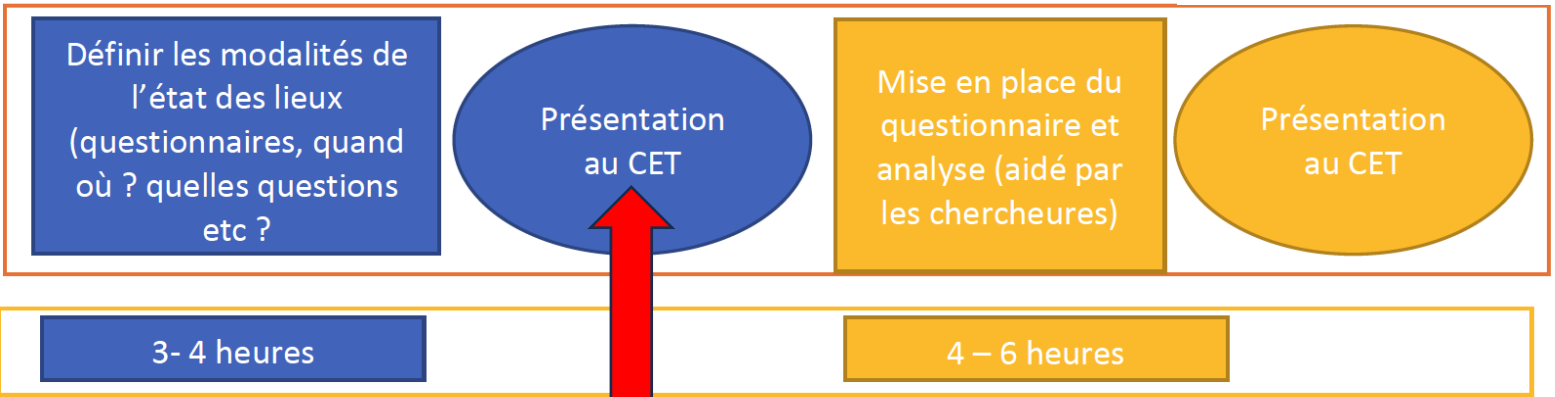 Définir les modalités de
l’état des lieux
(questionnaires, quand
où ? quelles questions
etc ?
Présentation
au CET
Mise en place du
questionnaire et
analyse (aidé par
les chercheures)
Présentation
au CET
3- 4 heures
4 – 6 heures